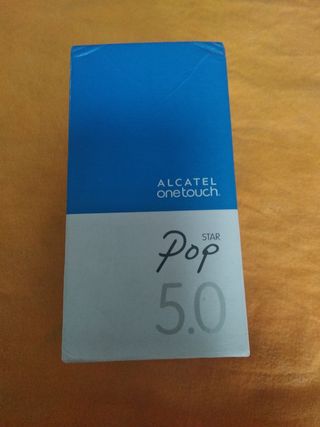 ALCATEL
onetouch.
STAR
Pop
5.0